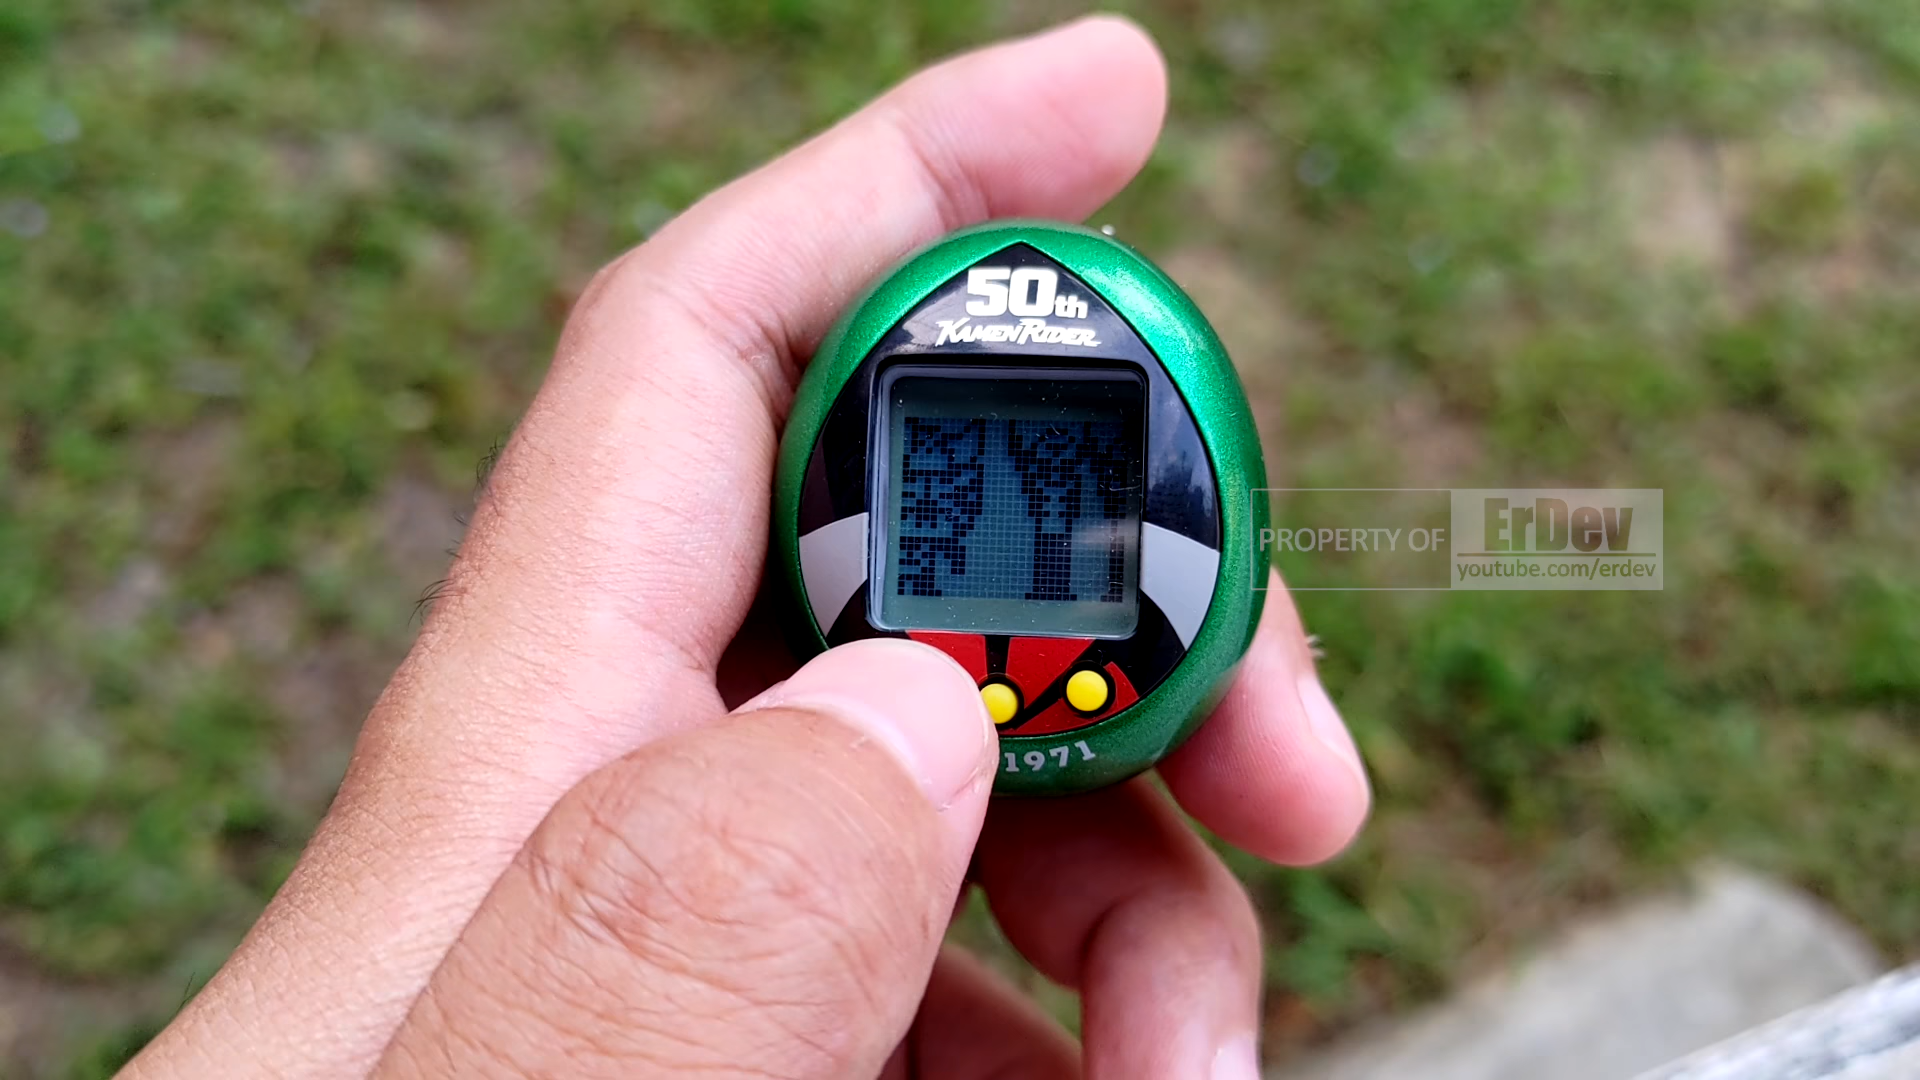 50th
KAMEN RIDER
PROPERTY OF
ErDev
youtube.com/erdev
1971